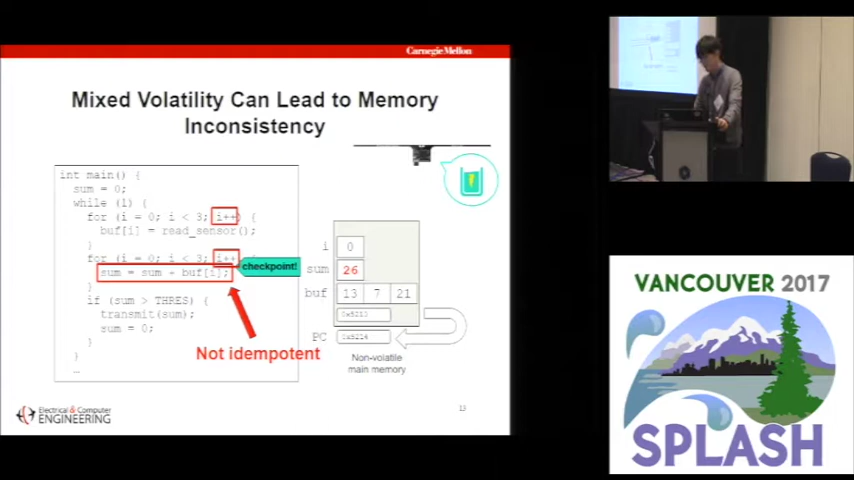 Carnegie Mellon
Mixed Volatility Can Lead to Memory
Inconsistency
int main() {
sum = 0;
while (1) {
for (i = 0; i < 3; i++) {
buf[i] = read_sensor();
}
for (i = 0; i < 3; i++ {
checkpoint!
sum = sum + buf[i];
}
if (sum > THRES) {
transmit(sum);
sum = 0;
}
}
…
Not idempotent
i 0
sum 26
buf 13 7 21
PC
Non-volatile
main memory
Electrical & Computer
ENGINEERING
13
VANCOUVER 2017
SPLASH